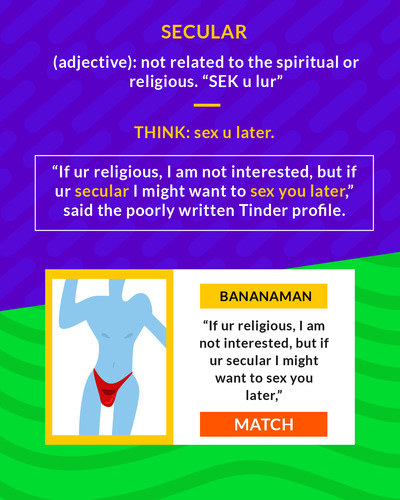 SECULAR
(adjective): not related to the spiritual or
religious. “SEK u lur”
THINK: sex u later.
“If ur religious, I am not interested, but if
ur secular I might want to sex you later,”
said the poorly written Tinder profile.
BANANAMAN
“If ur religious, I am
not interested, but if
ur secular I might
want to sex you
later,”
MATCH